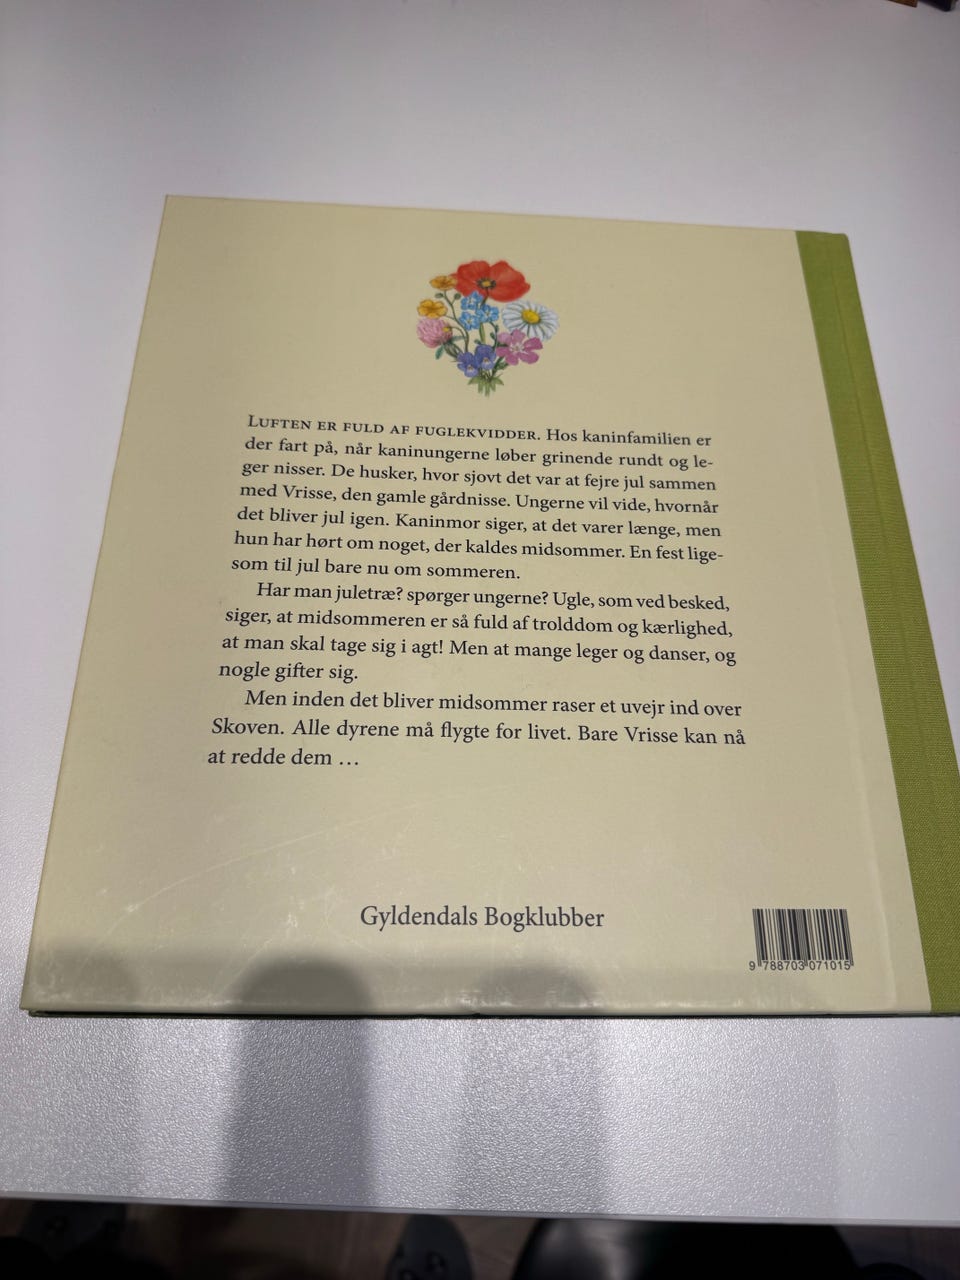 LUFTEN ER FULD AF FUGLEKVIDDER. Hos kaninfamilien er
der fart på, når kaninungerne løber grinende rundt og le-
ger nisser. De husker, hvor sjovt det var at fejre jul sammen
med Vrisse, den gamle gårdnisse. Ungerne vil vide, hvornår
det bliver jul igen. Kaninmor siger, at det varer længe, men
hun har hørt om noget, der kaldes midsommer. En fest lige-
som til jul bare nu om sommeren.
Har man juletræ? spørger ungerne? Ugle, som ved besked,
siger, at midsommeren er så fuld af trolddom og kærlighed,
at man skal tage sig i agt! Men at mange leger og danser, og
nogle gifter sig.
Men inden det bliver midsommer raser et uvejr ind over
Skoven. Alle dyrene må flygte for livet. Bare Vrisse kan nå
at redde dem …
Gyldendals Bogklubber
9 788703 071015